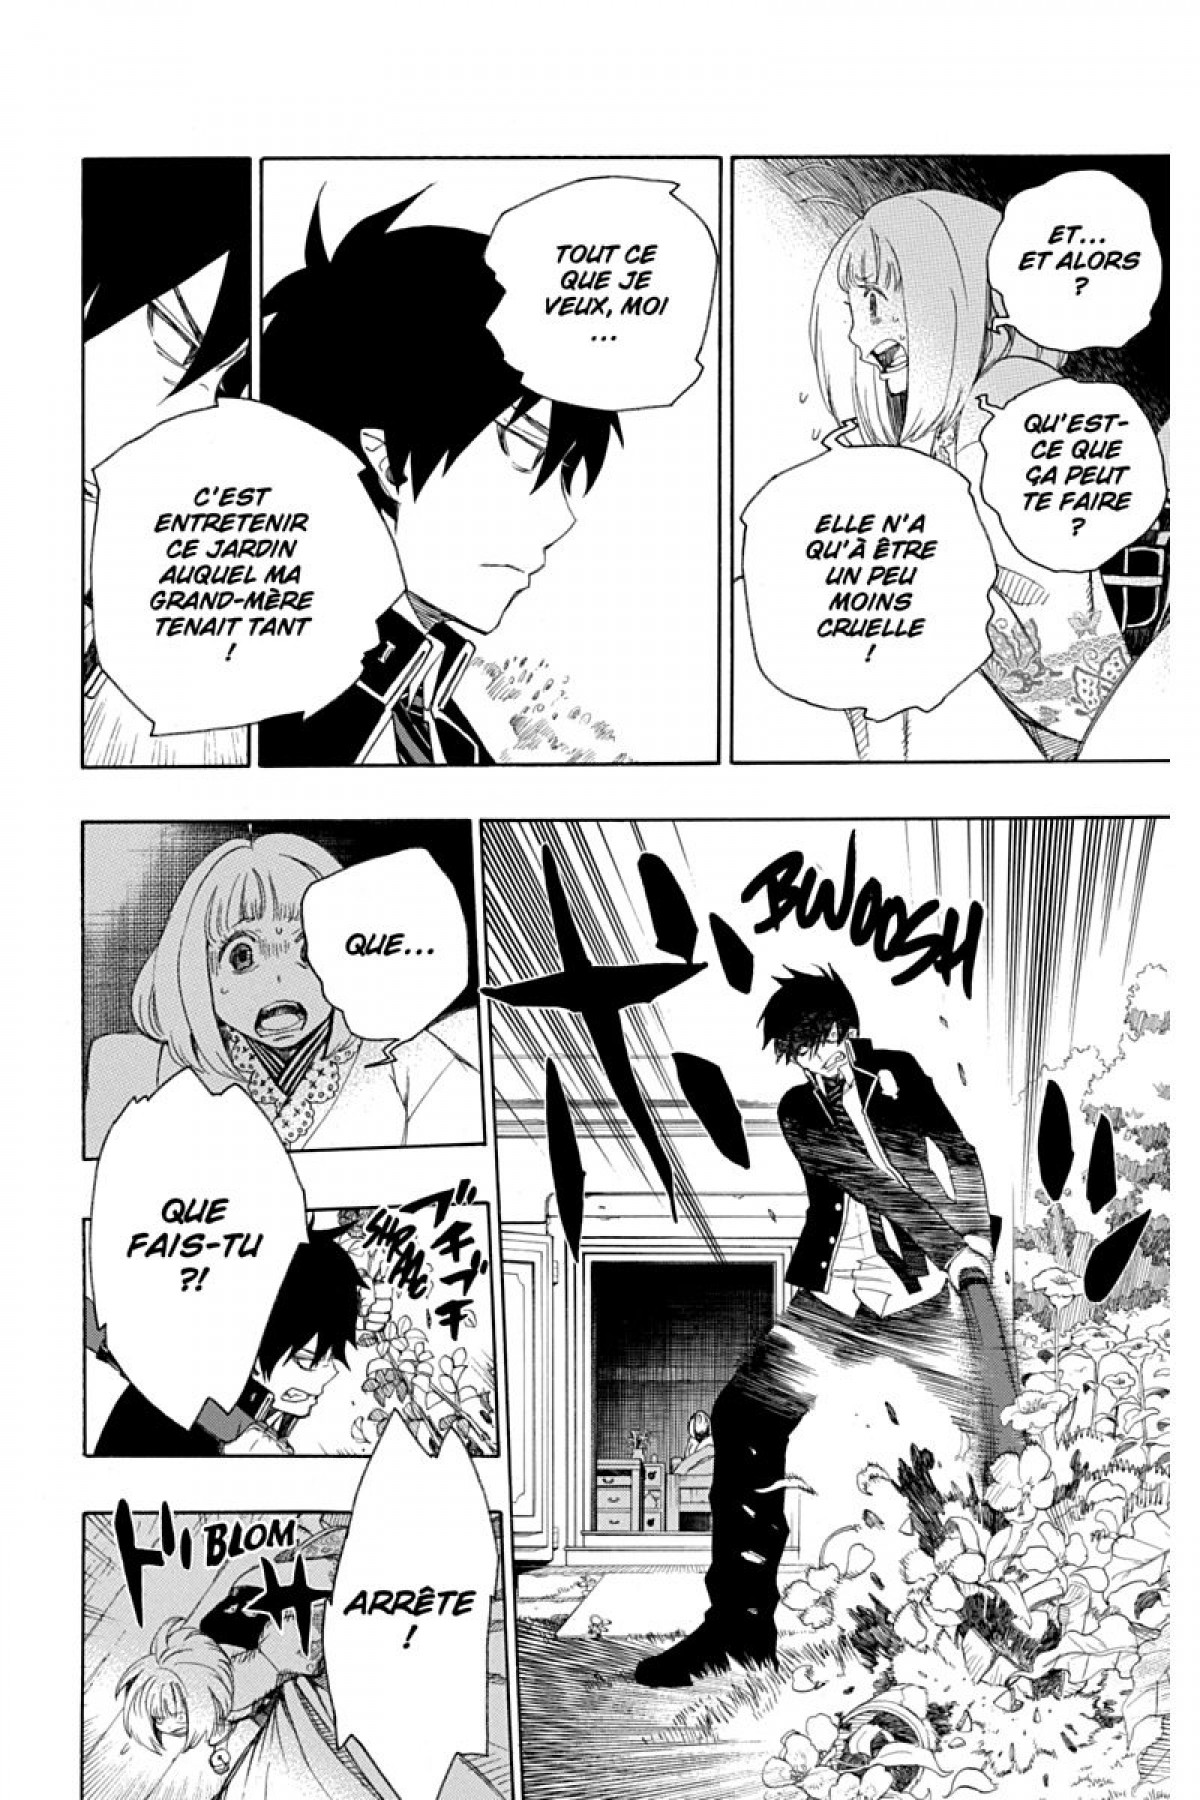 ET...
ET ALORS
?
QU'EST-
CE QUE
ÇA PEUT
TE FAIRE
?
ELLE N'A
QU'À ÊTRE
UN PEU
MOINS
CRUELLE
!
TOUT CE
QUE JE
VEUX, MOI
...
C'EST
ENTRETENIR
CE JARDIN
AUQUEL MA
GRAND-MÈRE
TENAIT TANT
!
BWOOSH
QUE...
QUE
FAIS-TU
?!
ブチブチ
ARRÊTE
!
BLOM